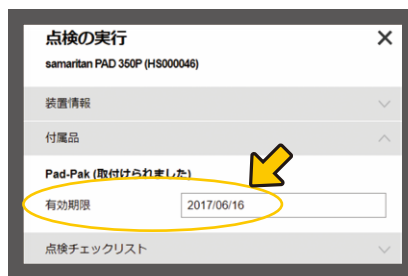 点検の実行
samaritan PAD 350P (HS000046)
装置情報
付属品
Pad-Pak (取付けられました)
有効期限 2017/06/16
点検チェックリスト